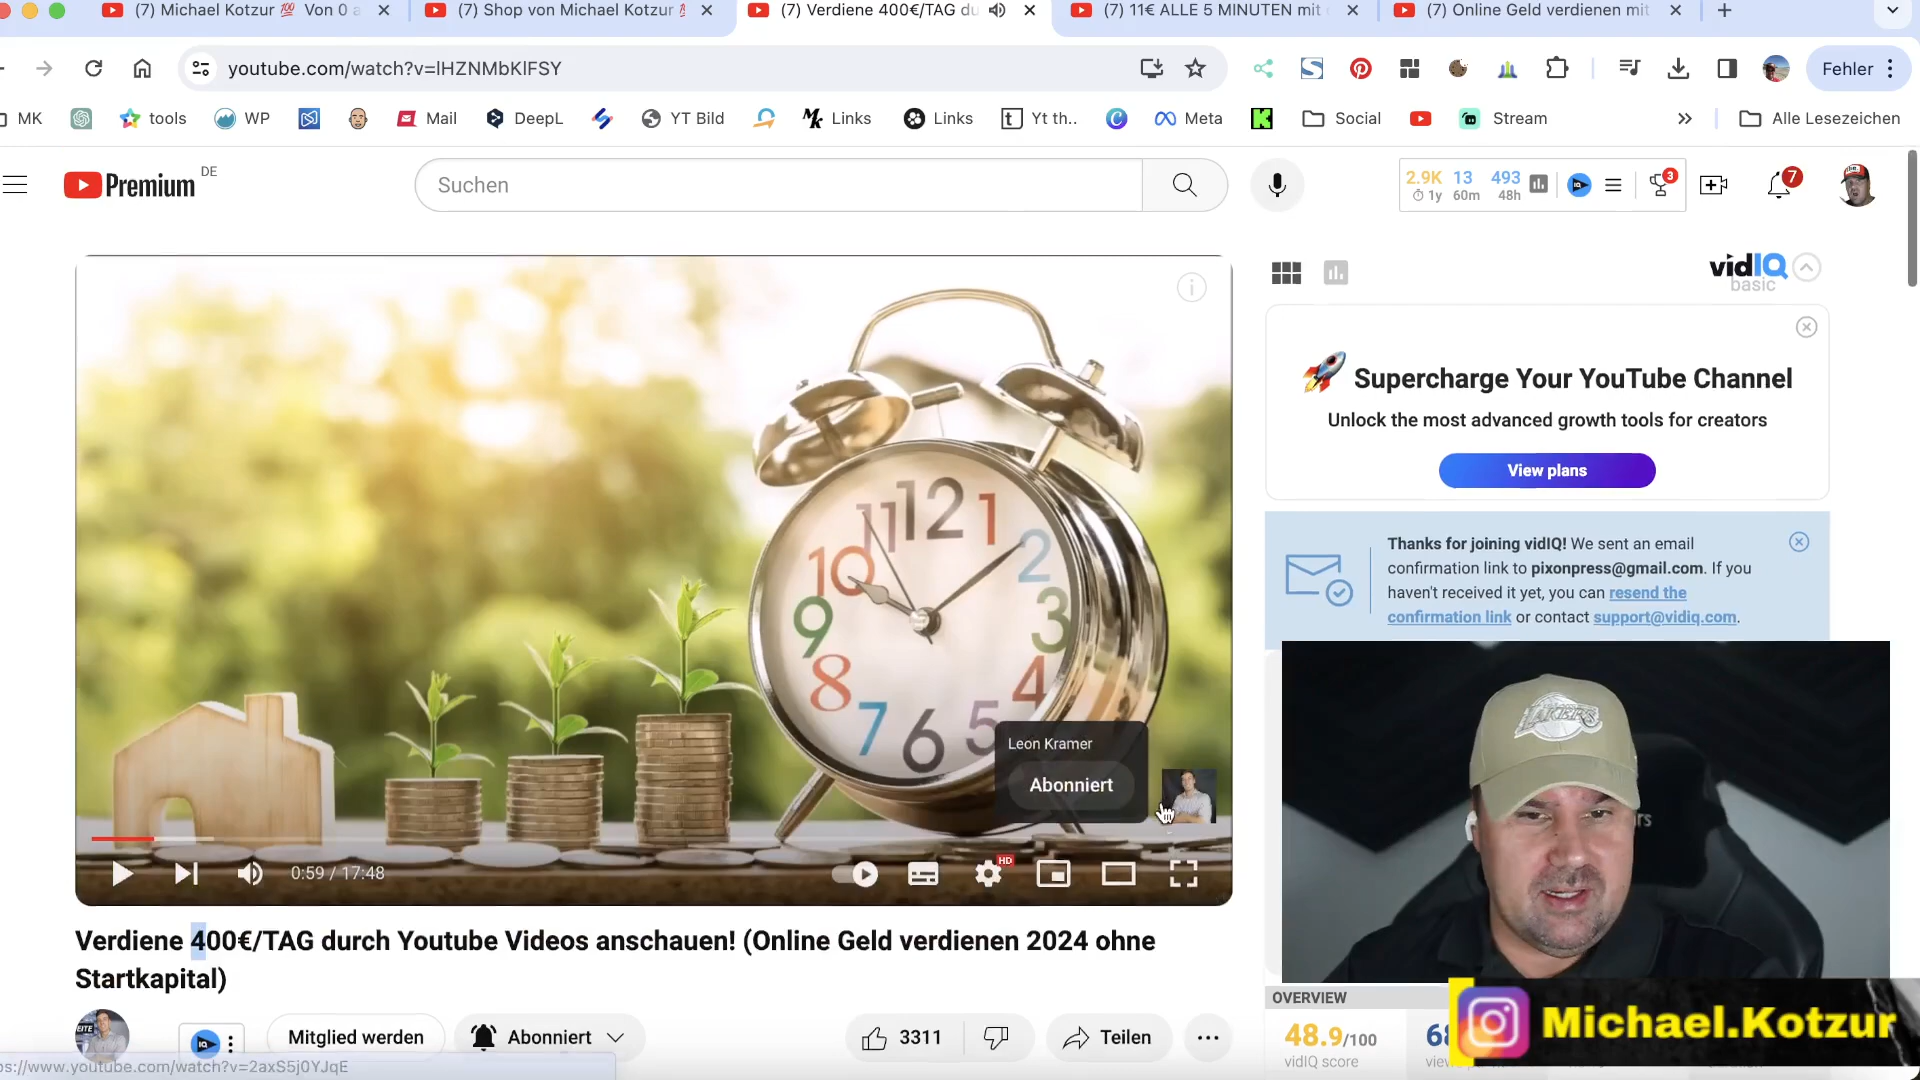 (7) Michael Kotzur 💯 Von 0 a
(7) Shop von Michael Kotzur
(7) Verdiene 400€/TAG du
(7) 11€ ALLE 5 MINUTEN mit
(7) Online Geld verdienen mit
youtube.com/watch?v=lHZNMbKlFSY
Fehler
MK
tools
WP
Mail
DeepL
YT Bild
Links
Links
Yt th..
Meta
Social
Stream
Alle Lesezeichen
Premium DE
Suchen
2.9K 13 493
1y 60m 48h
3
7
vidIQ
basic
🚀 Supercharge Your YouTube Channel
Unlock the most advanced growth tools for creators
View plans
Thanks for joining vidIQ! We sent an email
confirmation link to pixonpress@gmail.com. If you
haven't received it yet, you can resend the
confirmation link or contact support@vidiq.com.
12
11 1
10 2
9 3
8 4
7 6 5
Leon Kramer
Abonniert
LAKERS
0:59 / 17:48
HD
Verdiene 400€/TAG durch Youtube Videos anschauen! (Online Geld verdienen 2024 ohne
Startkapital)
Mitglied werden
Abonniert
3311
Teilen
OVERVIEW
48.9/100
vidIQ score
Michael.Kotzur
ps://www.youtube.com/watch?v=2axS5j0YJqE